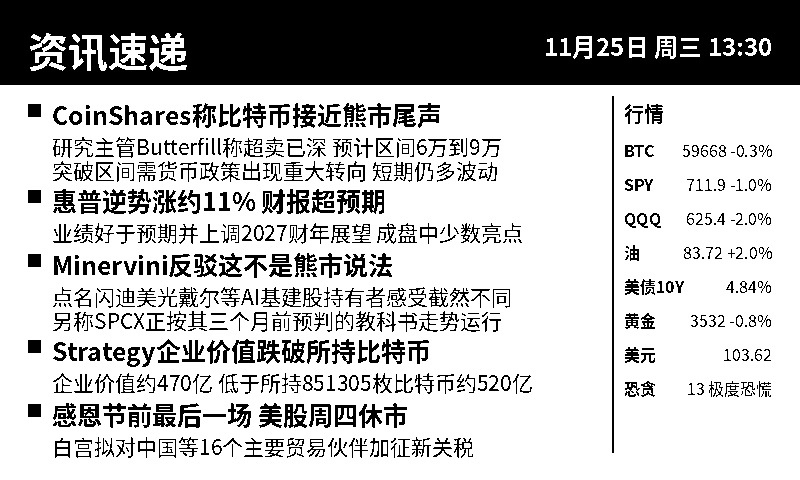 资讯速递
11月25日 周三 13:30
CoinShares称比特币接近熊市尾声
研究主管Butterfill称超卖已深 预计区间6万到9万
突破区间需货币政策出现重大转向 短期仍多波动
惠普逆势涨约11% 财报超预期
业绩好于预期并上调2027财年展望 成盘中少数亮点
Minervini反驳这不是熊市说法
点名闪迪美光戴尔等AI基建股持有者感受截然不同
另称SPCX正按其三个月前预判的教科书走势运行
Strategy企业价值跌破所持比特币
企业价值约470亿 低于所持851305枚比特币约520亿
感恩节前最后一场 美股周四休市
白宫拟对中国等16个主要贸易伙伴加征新关税
行情
BTC 59668 -0.3%
SPY 711.9 -1.0%
QQQ 625.4 -2.0%
油 83.72 +2.0%
美债10Y 4.84%
黄金 3532 -0.8%
美元 103.62
恐贪 13 极度恐慌